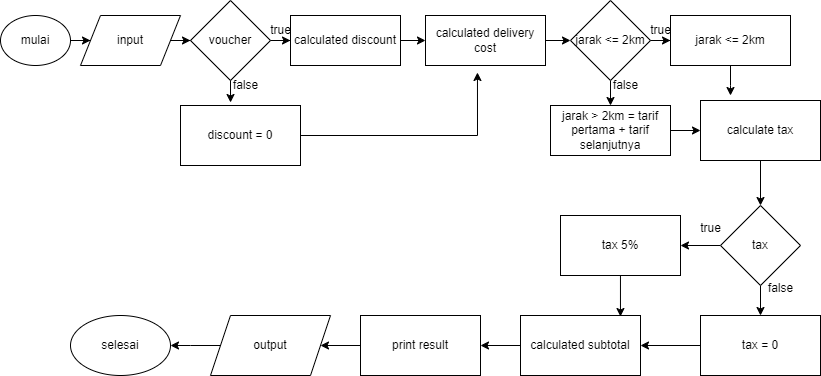 mulai
input
voucher
true
calculated discount
calculated delivery
cost
jarak <= 2km
true
jarak <= 2km
false
false
discount = 0
jarak > 2km = tarif
pertama + tarif
selanjutnya
calculate tax
true
tax 5%
tax
false
selesai
output
print result
calculated subtotal
tax = 0